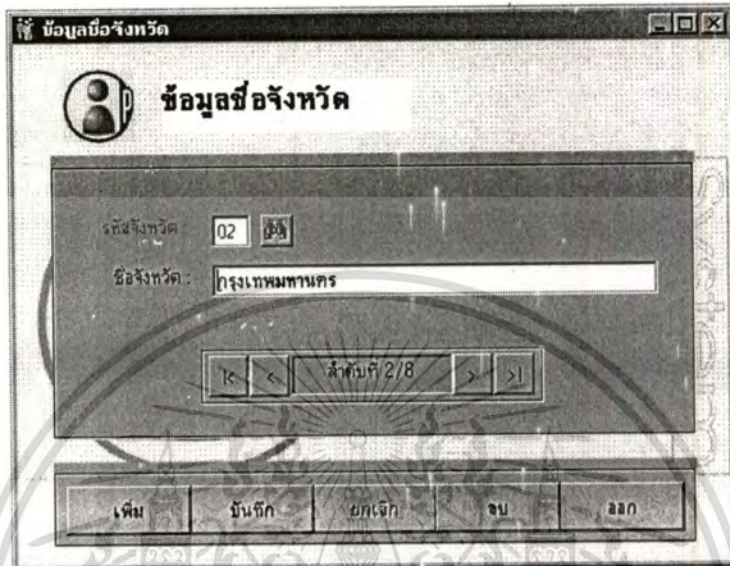 ข้อมูลชื่อจังหวัด
ข้อมูลชื่อจังหวัด
รหัสจังหวัด 02
ชื่อจังหวัด : กรุงเทพมหานคร
|< < ลำดับที่ 2/8 > >|
เพิ่ม บันทึก ยกเลิก ลบ ออก